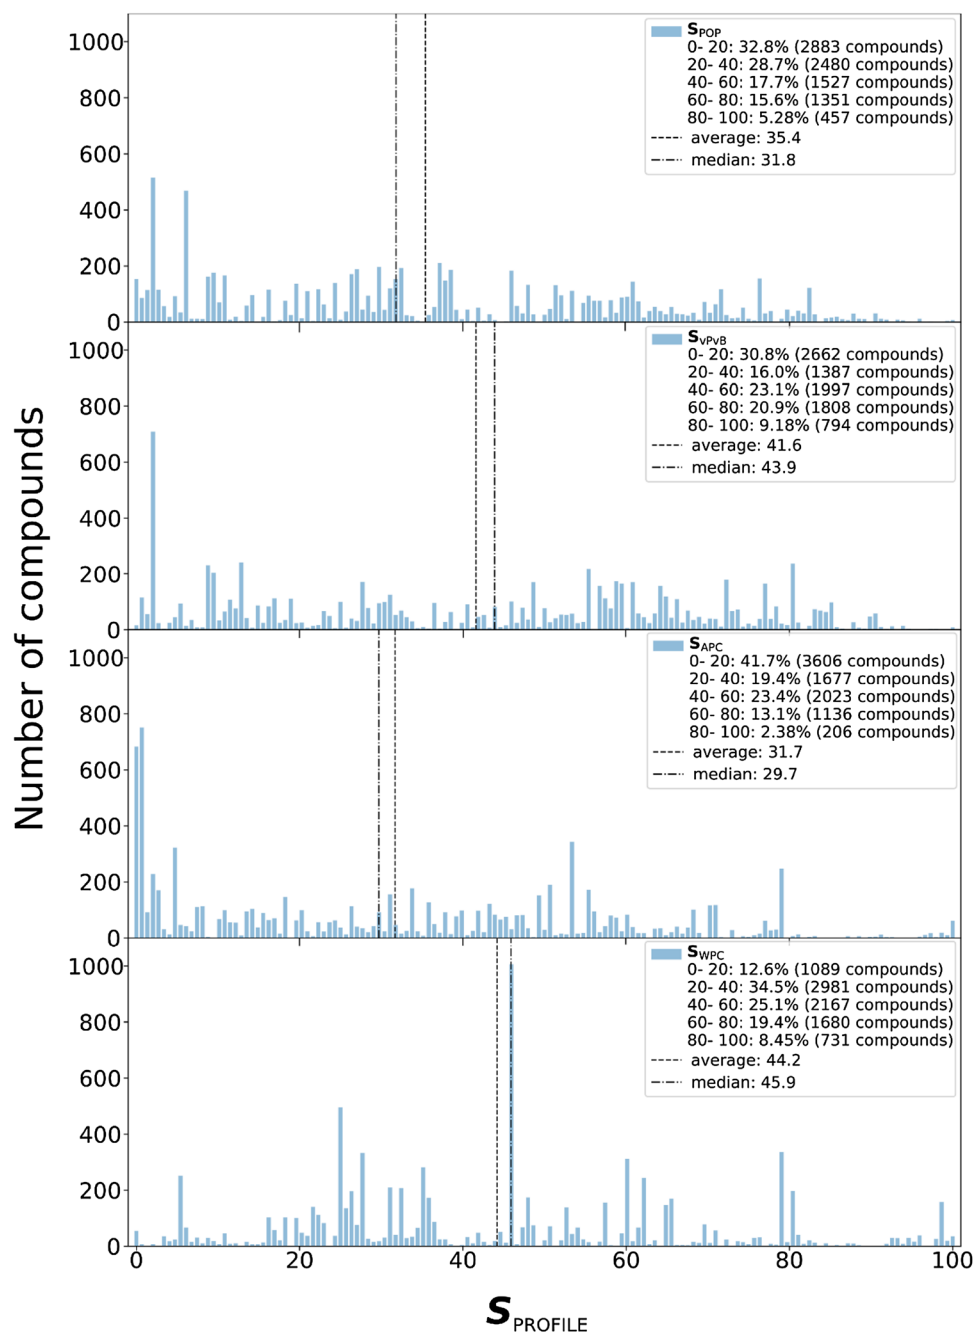 Number of compounds
1000
800
600
400
200
0
S_POP
0- 20: 32.8% (2883 compounds)
20- 40: 28.7% (2480 compounds)
40- 60: 17.7% (1527 compounds)
60- 80: 15.6% (1351 compounds)
80- 100: 5.28% (457 compounds)
average: 35.4
median: 31.8
1000
800
600
400
200
0
S_vPvB
0- 20: 30.8% (2662 compounds)
20- 40: 16.0% (1387 compounds)
40- 60: 23.1% (1997 compounds)
60- 80: 20.9% (1808 compounds)
80- 100: 9.18% (794 compounds)
average: 41.6
median: 43.9
1000
800
600
400
200
0
S_APC
0- 20: 41.7% (3606 compounds)
20- 40: 19.4% (1677 compounds)
40- 60: 23.4% (2023 compounds)
60- 80: 13.1% (1136 compounds)
80- 100: 2.38% (206 compounds)
average: 31.7
median: 29.7
1000
800
600
400
200
0
S_WPC
0- 20: 12.6% (1089 compounds)
20- 40: 34.5% (2981 compounds)
40- 60: 25.1% (2167 compounds)
60- 80: 19.4% (1680 compounds)
80- 100: 8.45% (731 compounds)
average: 44.2
median: 45.9
0 20 40 60 80 100
S_PROFILE